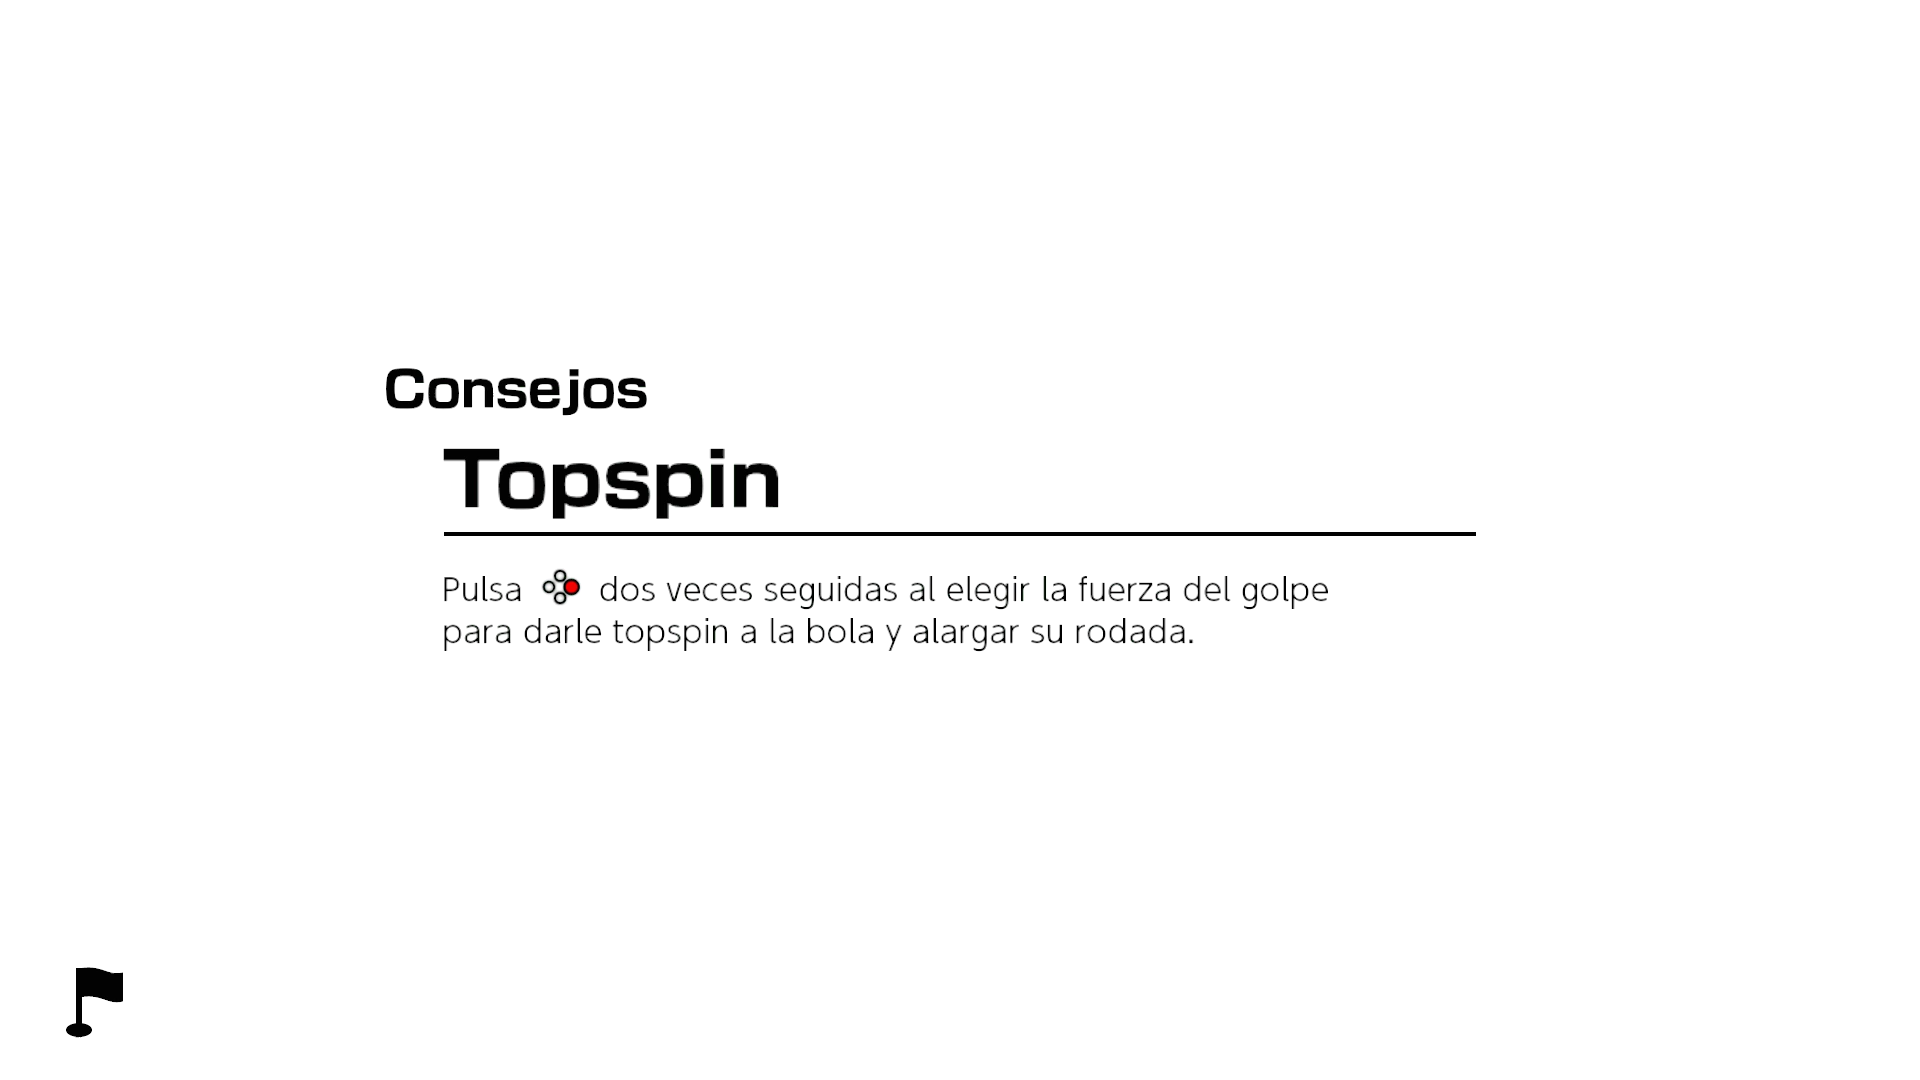 Consejos
Topspin
Pulsa dos veces seguidas al elegir la fuerza del golpe
para darle topspin a la bola y alargar su rodada.